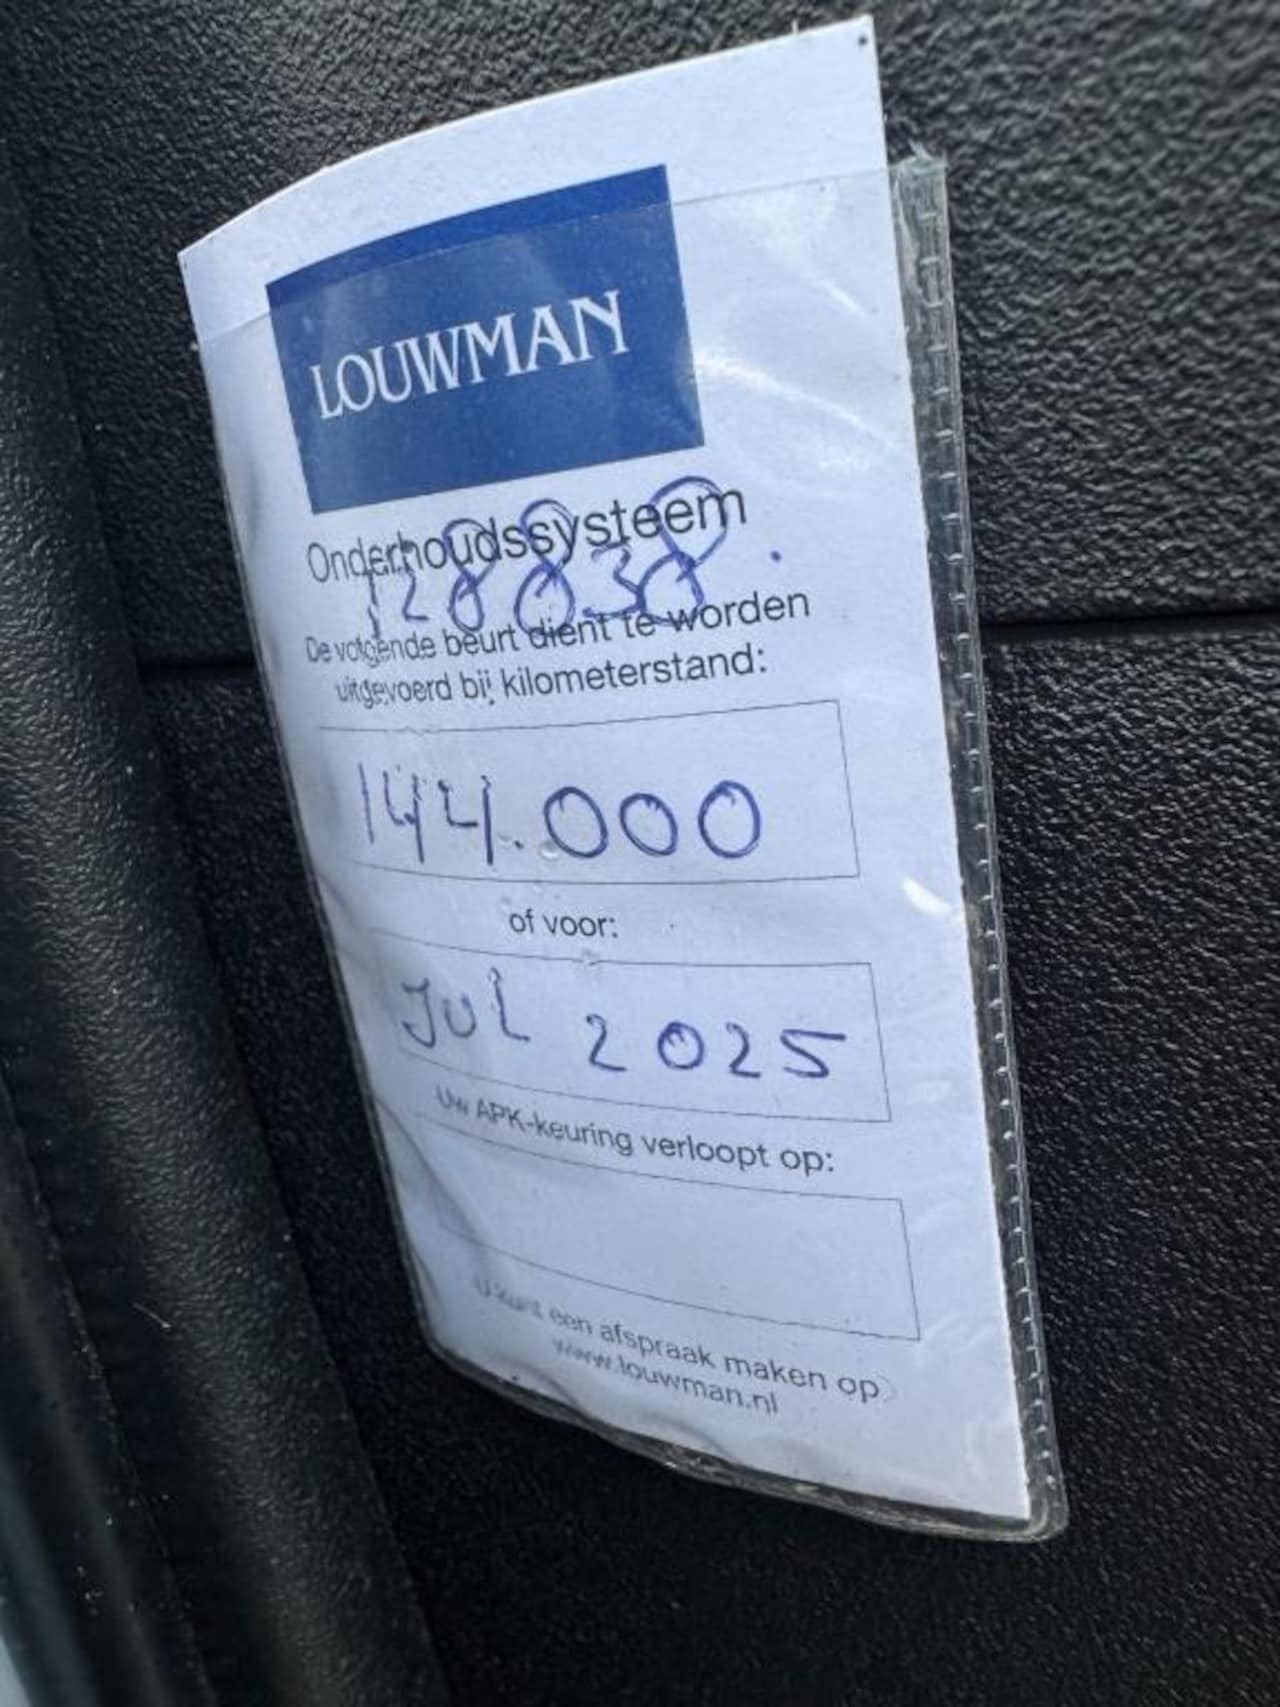 LOUWMAN
Onderhoudssysteem
128838
De volgende beurt dient te worden
uitgevoerd bij kilometerstand:
144.000
of voor:
Jul 2025
Uw APK-keuring verloopt op:
U kunt een afspraak maken op
www.louwman.nl